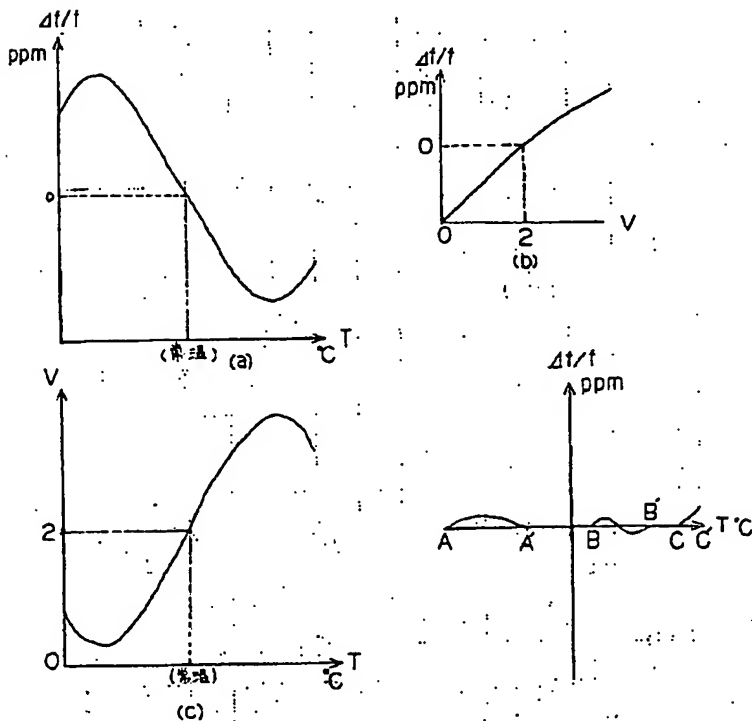 Δf/f
ppm
0
T
°C
(常温)
(a)
Δf/f
ppm
0
0
2
V
(b)
V
2
0
T
°C
(常温)
(c)
Δf/f
ppm
A
A'
B
B'
C
C'
T °C